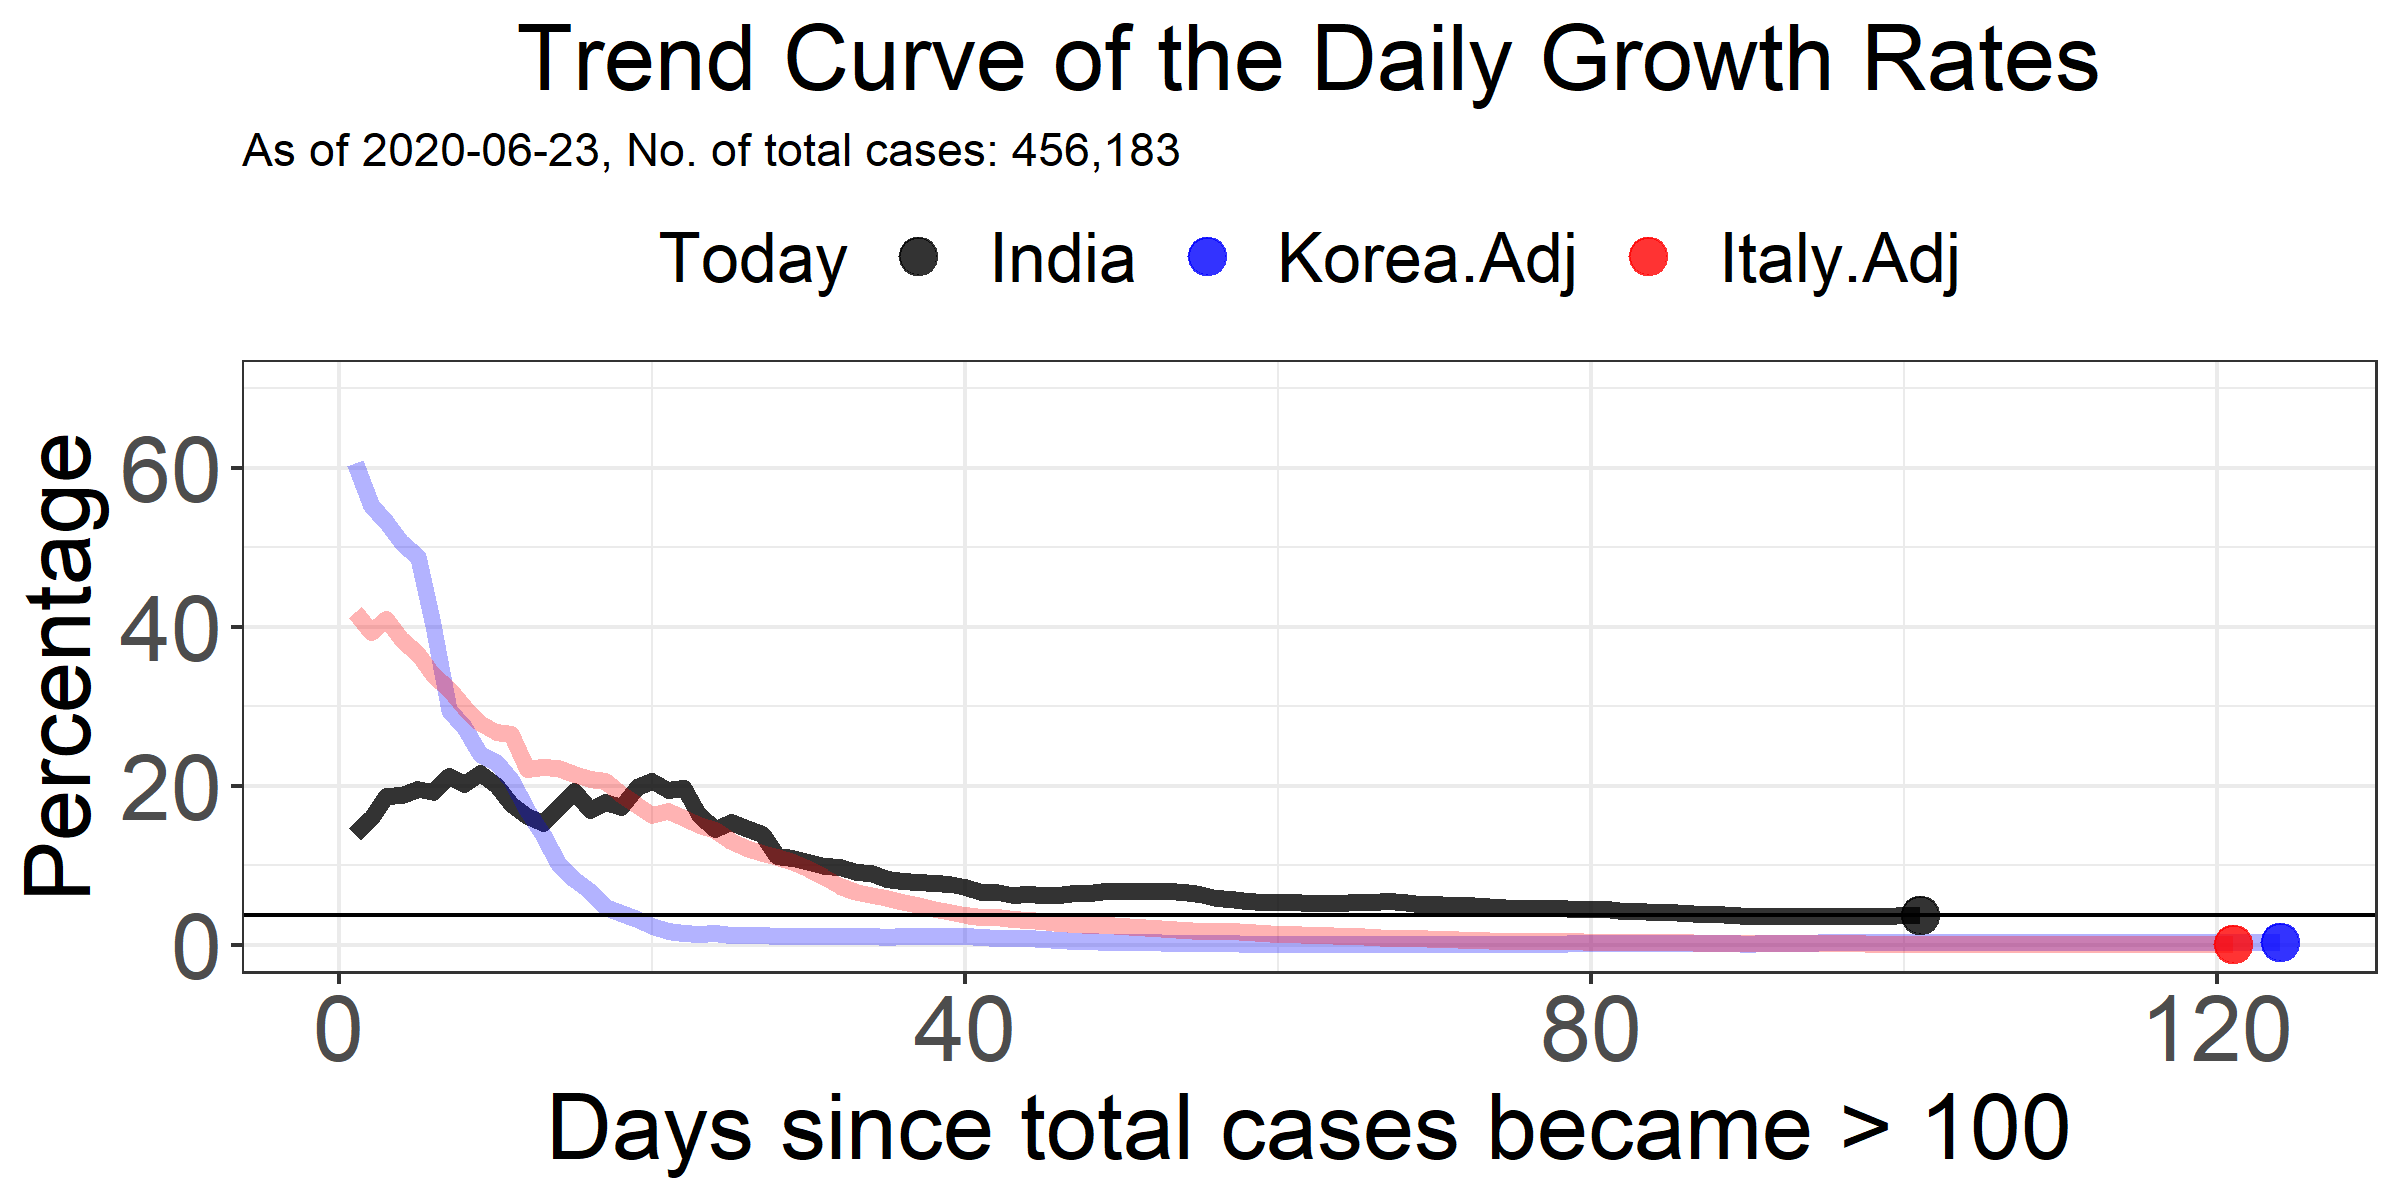 Trend Curve of the Daily Growth Rates
As of 2020-06-23, No. of total cases: 456,183
Today India Korea.Adj Italy.Adj
Percentage
60
40
20
0
0 40 80 120
Days since total cases became > 100